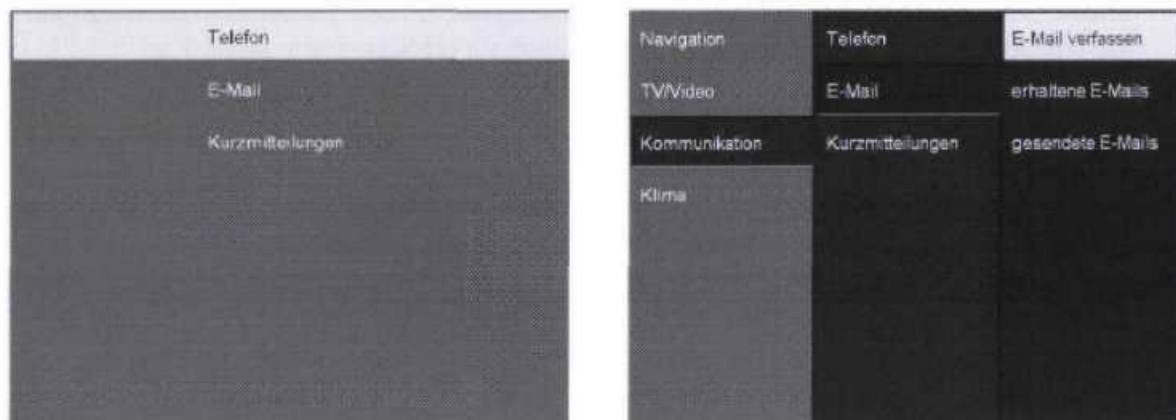 Telefon
E-Mail
Kurzmitteilungen
Navigation
TV/Video
Kommunikation
Klima
Telefon
E-Mail
Kurzmitteilungen
E-Mail verfassen
erhaltene E-Mails
gesendete E-Mails